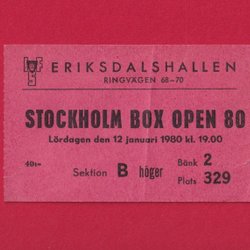 ERIKSDALSHALLEN
RINGVÄGEN 68-70
STOCKHOLM BOX OPEN 80
Lördagen den 12 januari 1980 kl. 19.00
40:- Sektion B höger Bänk 2
Plats 329